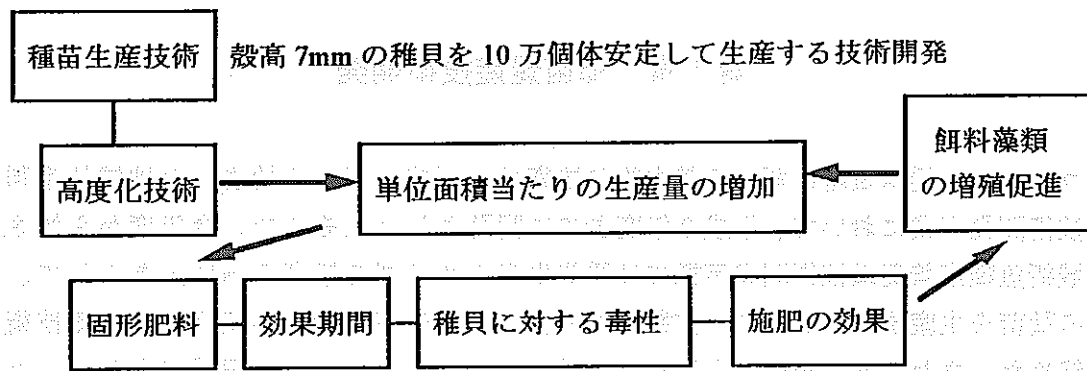 種苗生産技術 殻高 7mm の稚貝を 10 万個体安定して生産する技術開発
高度化技術
単位面積当たりの生産量の増加
餌料藻類
の増殖促進
固形肥料
効果期間
稚貝に対する毒性
施肥の効果